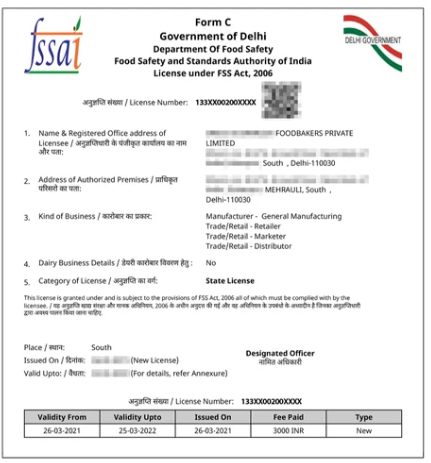 fssai
Form C
Government of Delhi
Department Of Food Safety
Food Safety and Standards Authority of India
License under FSS Act, 2006
DELHI GOVERNMENT
अनुज्ञप्ति संख्या / License Number: 133XX00200XXXX
1. Name & Registered Office address of Licensee / अनुज्ञप्तिधारी के पंजीकृत कार्यालय का नाम और पता:
FOODBAKERS PRIVATE
LIMITED
South , Delhi-110030
2. Address of Authorized Premises / प्राधिकृत परिसरो का पता:
MEHRAULI, South ,
Delhi-110030
3. Kind of Business / कारोबार का प्रकार:
Manufacturer - General Manufacturing
Trade/Retail - Retailer
Trade/Retail - Marketer
Trade/Retail - Distributor
4. Dairy Business Details / डेयरी कारोबार विवरण हेतु : No
5. Category of License / अनुज्ञप्ति का वर्ग: State License
This license is granted under and is subject to the provisions of FSS Act, 2006 all of which must be complied with by the
licensee. / यह अनुज्ञप्ति खाद्य संरक्षा और मानक अधिनियम, 2006 के अधीन अनुदत्त की गई और यह अधिनियम के उपबंधों के अध्यधीन है जिनका अनुज्ञप्तिधारी
द्वारा अवश्य पालन किया जाना चाहिए.
Place / स्थान: South
Issued On / दिनांक: (New License)
Valid Upto: / वैधता: (For details, refer Annexure)
Designated Officer
नामित अधिकारी
अनुज्ञप्ति संख्या / License Number: 133XX00200XXXX
Validity From Validity Upto Issued On Fee Paid Type
26-03-2021 25-03-2022 26-03-2021 3000 INR New